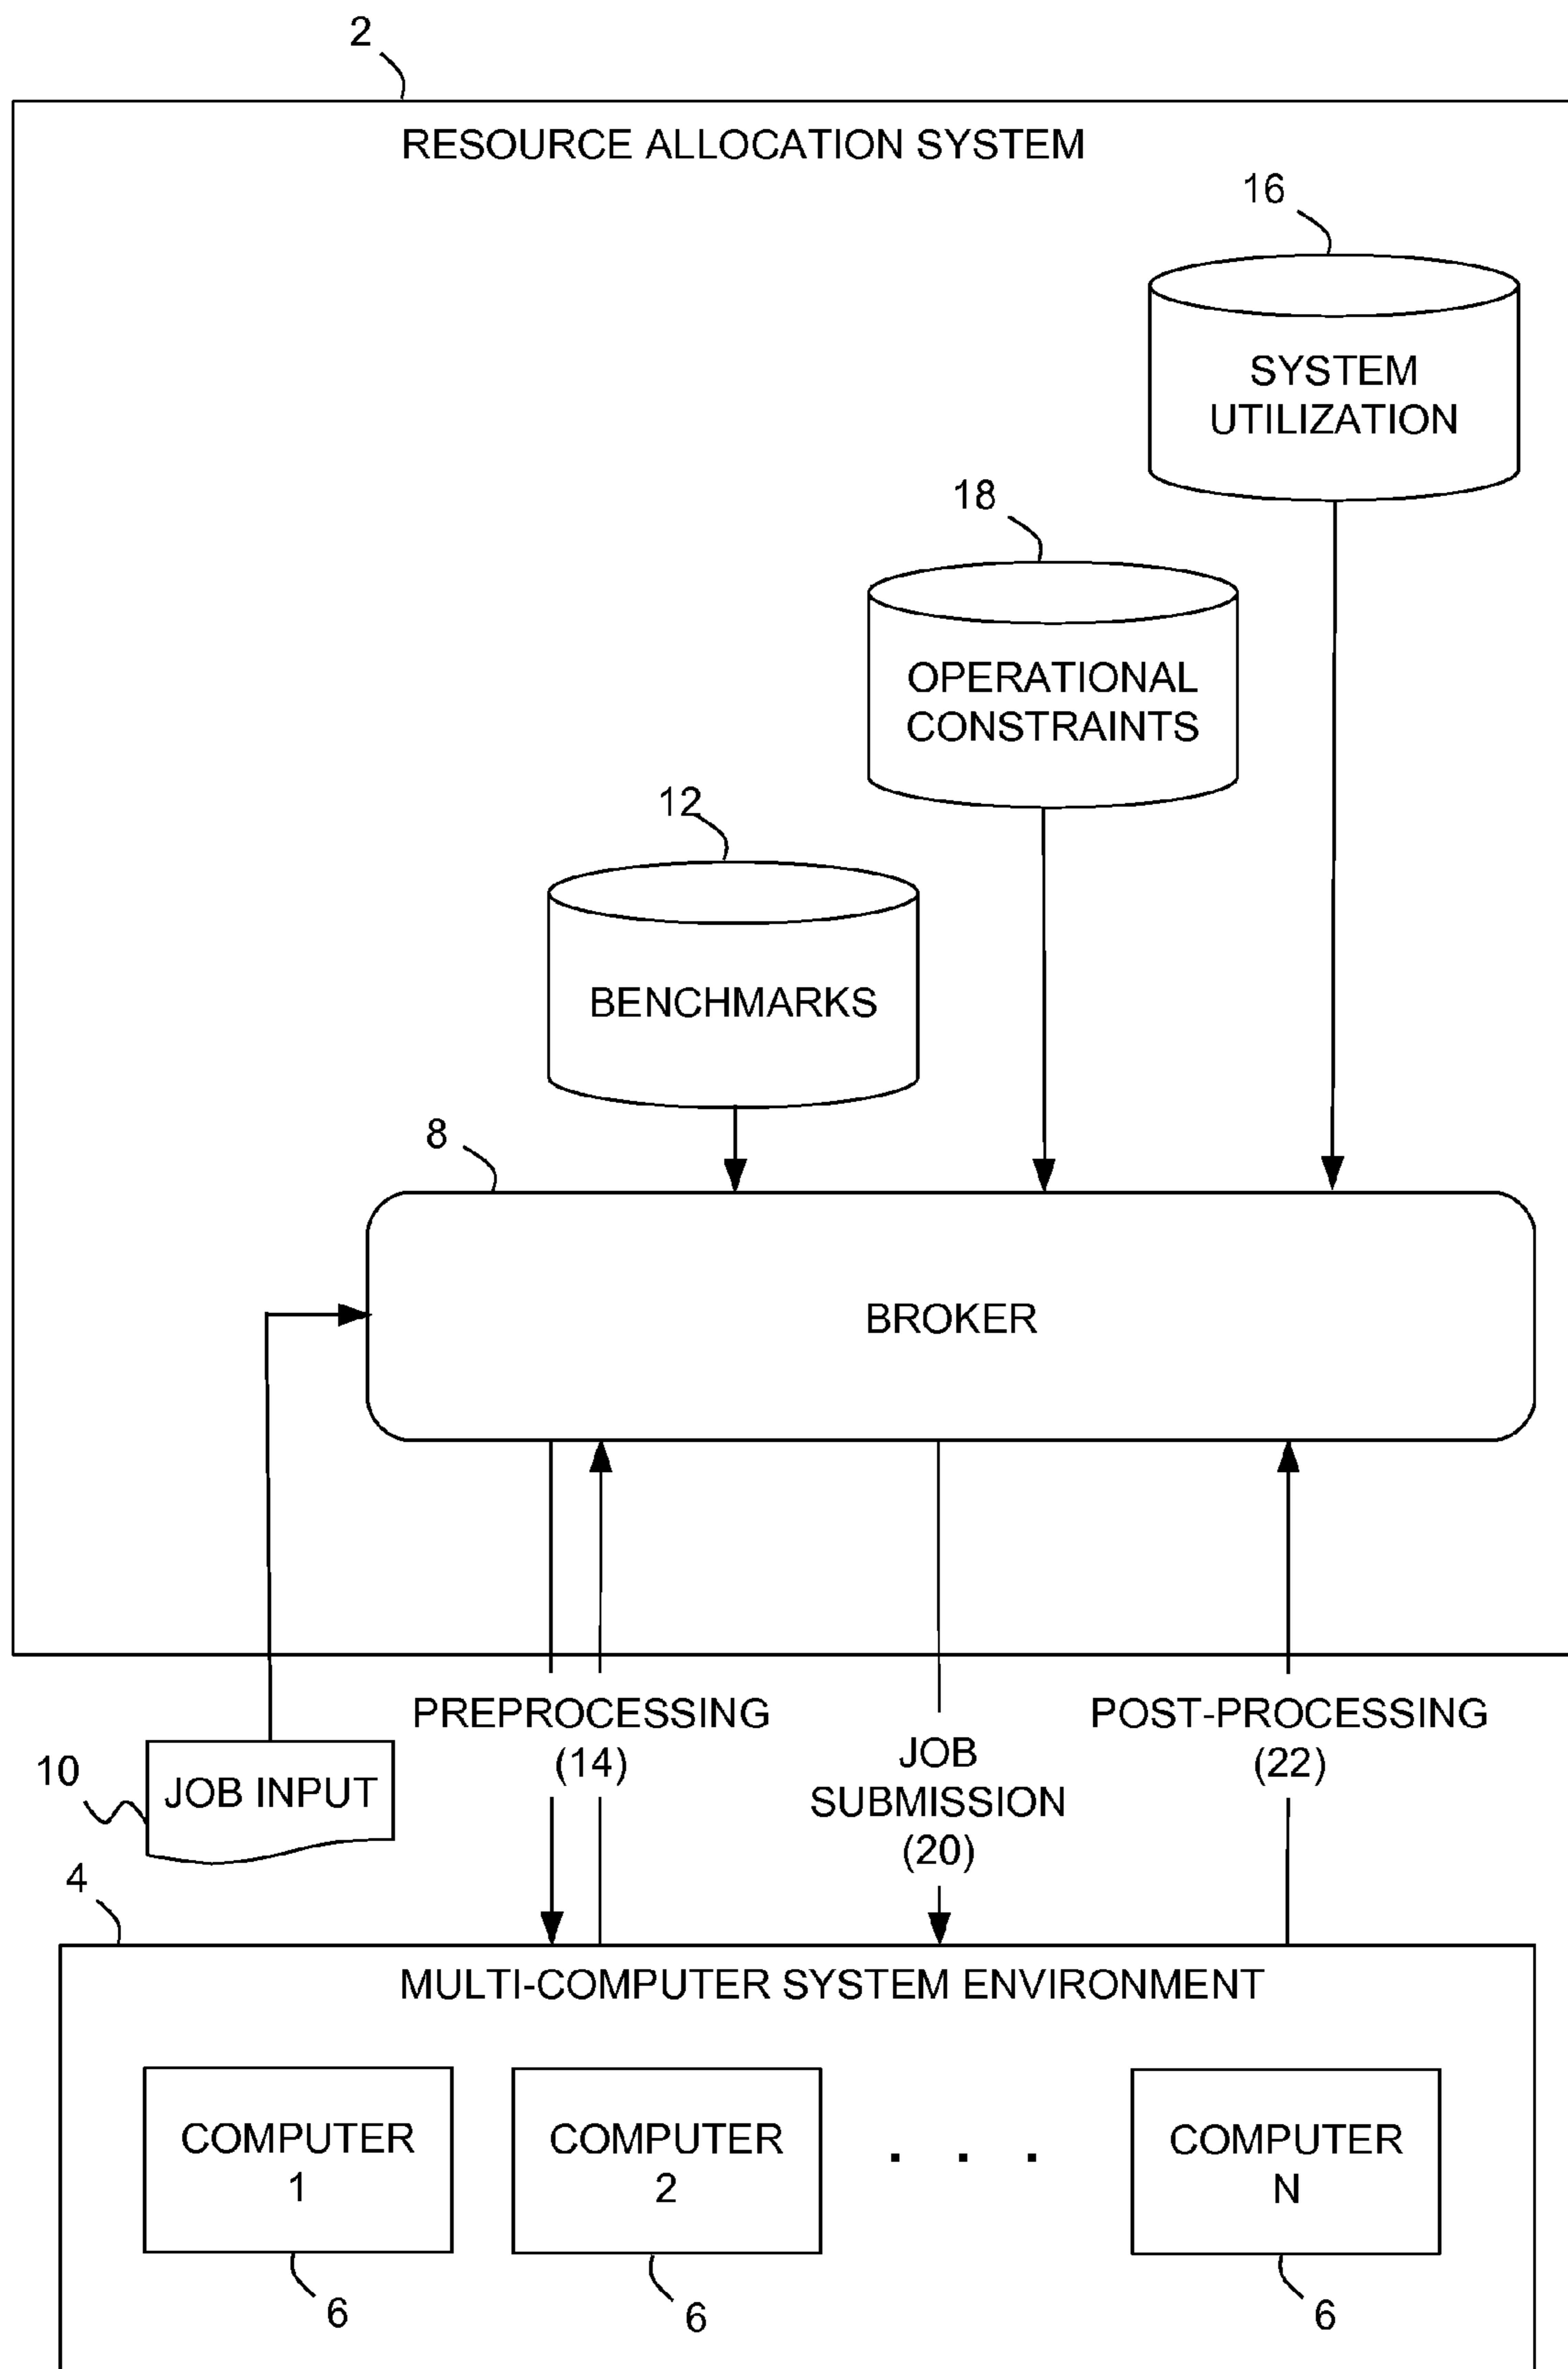 2
RESOURCE ALLOCATION SYSTEM
16
SYSTEM
UTILIZATION
18
OPERATIONAL
CONSTRAINTS
12
BENCHMARKS
8
BROKER
PREPROCESSING
(14)
JOB
SUBMISSION
(20)
POST-PROCESSING
(22)
10
JOB INPUT
4
MULTI-COMPUTER SYSTEM ENVIRONMENT
COMPUTER
1
COMPUTER
2
. . .
COMPUTER
N
6
6
6